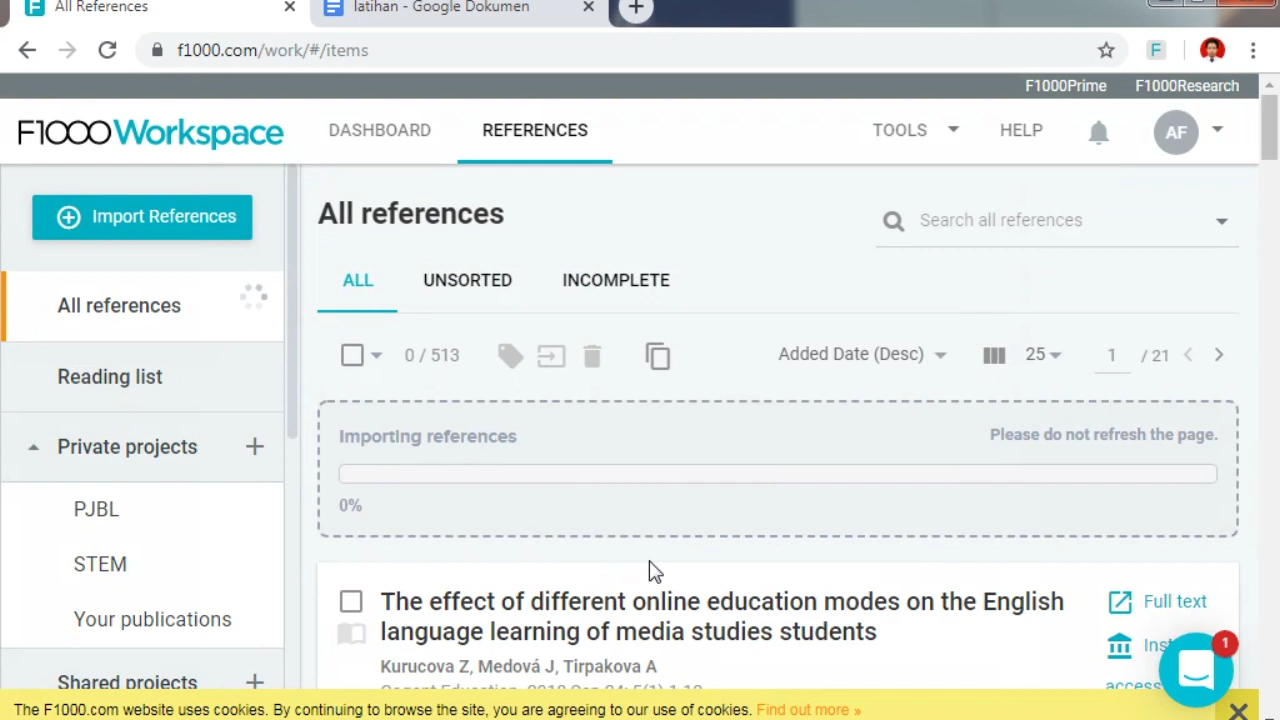 All References
latihan - Google Dokumen
f1000.com/work/#/items
F1000Prime
F1000Research
F1000Workspace
DASHBOARD
REFERENCES
TOOLS
HELP
AF
Import References
All references
Reading list
Private projects
PJBL
STEM
Your publications
Shared projects
All references
Search all references
ALL
UNSORTED
INCOMPLETE
0 / 513
Added Date (Desc)
25
1
/ 21
Importing references
Please do not refresh the page.
0%
The effect of different online education modes on the English
language learning of media studies students
Kurucova Z, Medová J, Tirpakova A
Full text
1
The F1000.com website uses cookies. By continuing to browse the site, you are agreeing to our use of cookies. Find out more »